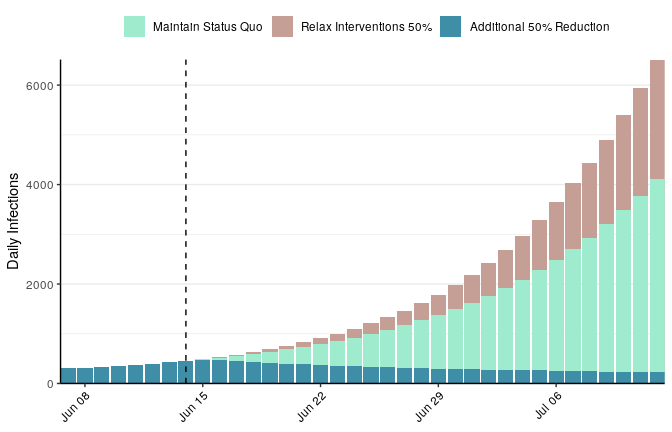 Maintain Status Quo Relax Interventions 50% Additional 50% Reduction
Daily Infections
6000
4000
2000
0
Jun 08 Jun 15 Jun 22 Jun 29 Jul 06